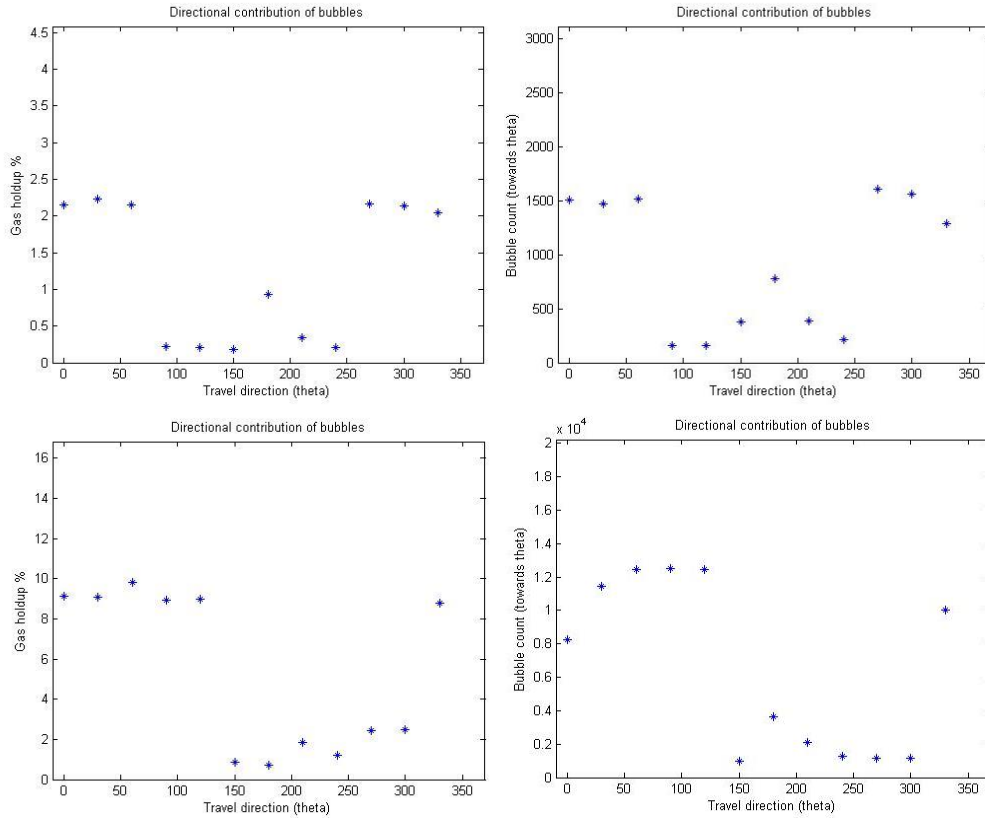 Directional contribution of bubbles
4.5
4
3.5
3
2.5
2
1.5
1
0.5
0
Gas holdup %
0 50 100 150 200 250 300 350
Travel direction (theta)
Directional contribution of bubbles
3000
2500
2000
1500
1000
500
0
Bubble count (towards theta)
0 50 100 150 200 250 300 350
Travel direction (theta)
Directional contribution of bubbles
16
14
12
10
8
6
4
2
0
Gas holdup %
0 50 100 150 200 250 300 350
Travel direction (theta)
Directional contribution of bubbles
x 10^4
2
1.8
1.6
1.4
1.2
1
0.8
0.6
0.4
0.2
0
Bubble count (towards theta)
0 50 100 150 200 250 300 350
Travel direction (theta)